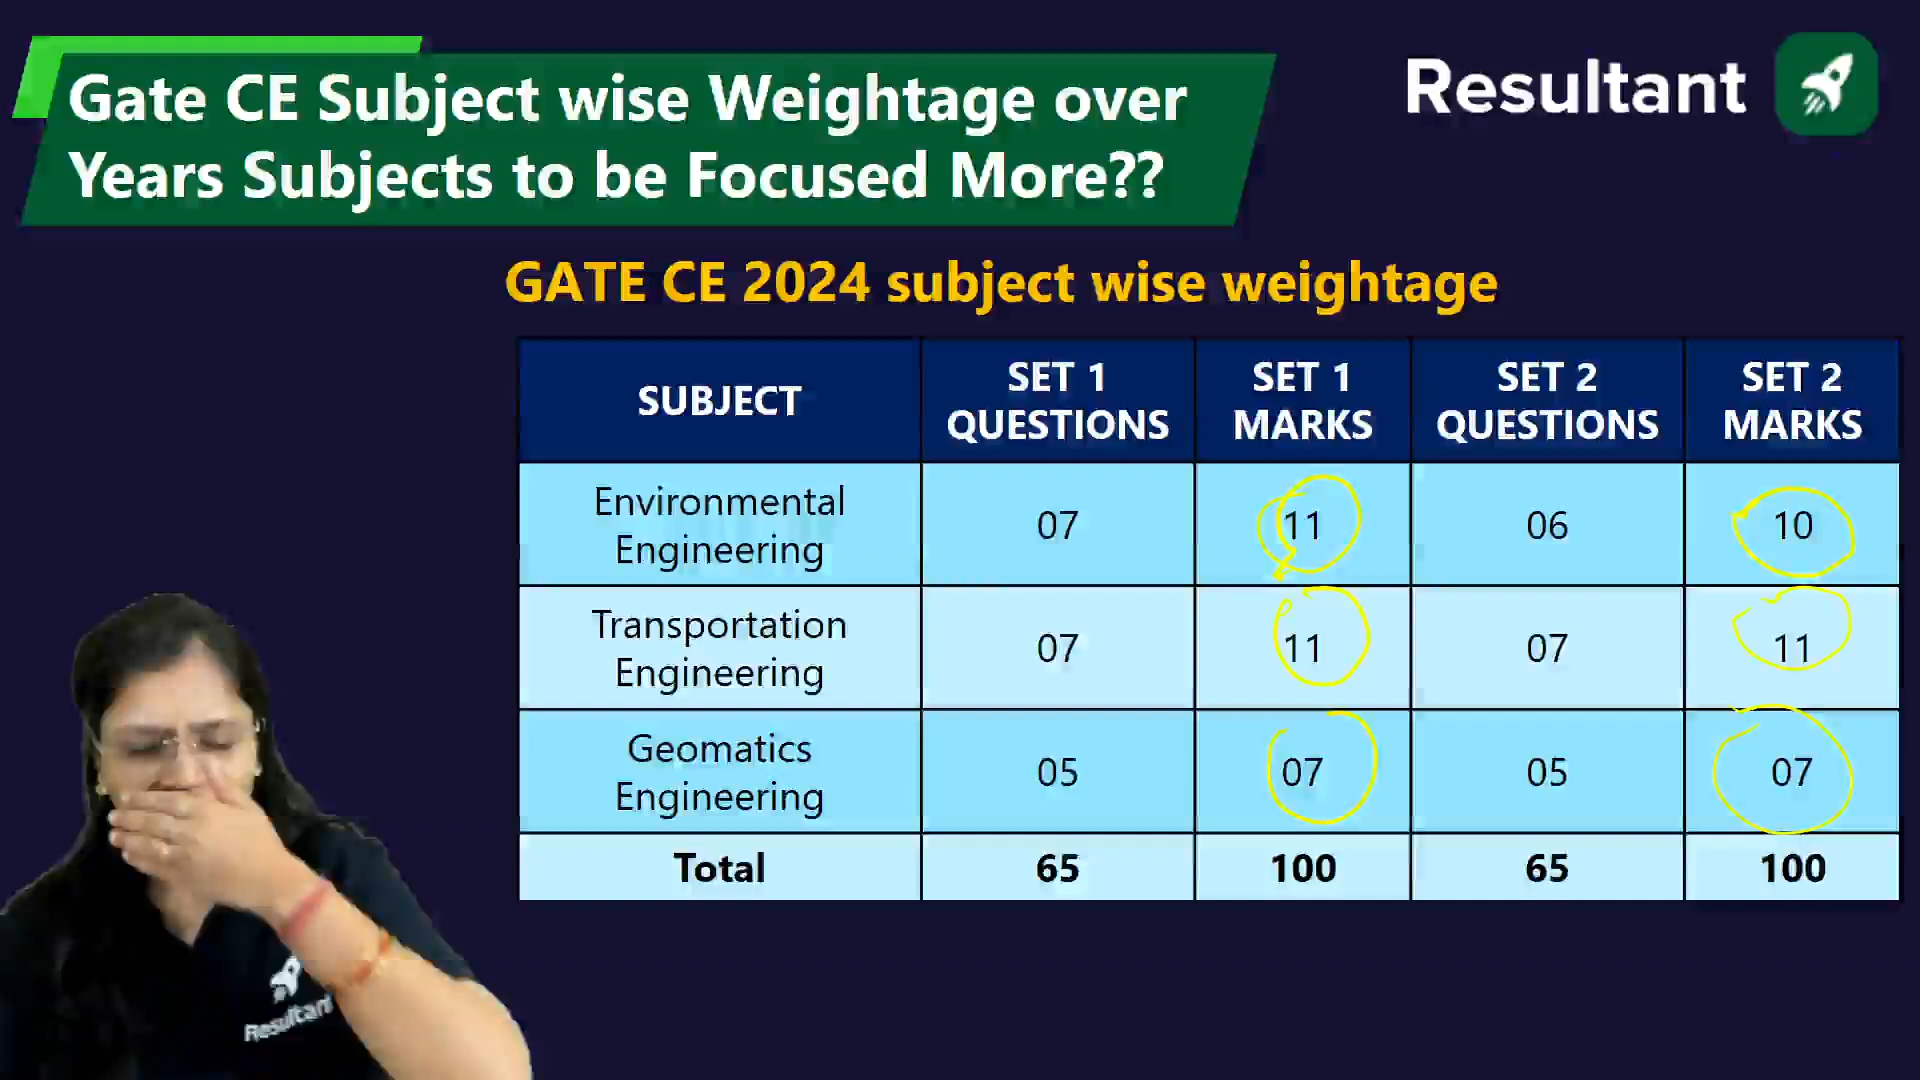 Gate CE Subject wise Weightage over
Years Subjects to be Focused More??
Resultant
GATE CE 2024 subject wise weightage
SUBJECT
SET 1
QUESTIONS
SET 1
MARKS
SET 2
QUESTIONS
SET 2
MARKS
Environmental
Engineering
07
11
06
10
Transportation
Engineering
07
11
07
11
Geomatics
Engineering
05
07
05
07
Total
65
100
65
100
Resultant